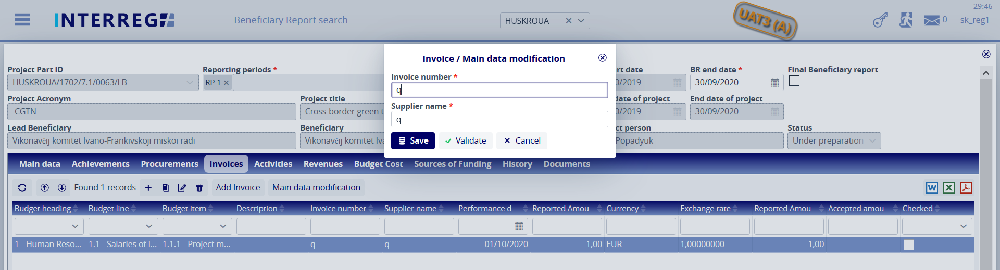 29:46
INTERREG
Beneficiary Report search
HUSKROUA
UAT3 (A)
0
sk_reg1
Invoice / Main data modification
Invoice number *
q
Supplier name *
q
Save
Validate
Cancel
Project Part ID
Reporting periods *
rt date
BR end date *
Final Beneficiary report
HUSKROUA/1702/7.1/0063/LB
RP 1
0/2019
30/09/2020
Project Acronym
Project title
date of project
End date of project
CGTN
Cross-border green t
0/2019
30/09/2020
Lead Beneficiary
Beneficiary
ct person
Status
Vikonavčij komitet Ivano-Frankivskoji miskoi radi
Vikonavčij komitet Iva
Popadyuk
Under preparation
Main data Achievements Procurements Invoices Activities Revenues Budget Cost Sources of Funding History Documents
Found 1 records
Add Invoice
Main data modification
Budget heading Budget line Budget item Description Invoice number Supplier name Performance d... Reported Amou... Currency Exchange rate Reported Amou... Accepted amou... Checked
1 - Human Reso... 1.1 - Salaries of i... 1.1.1 - Project m... q q 01/10/2020 1,00 EUR 1,00000000 1,00